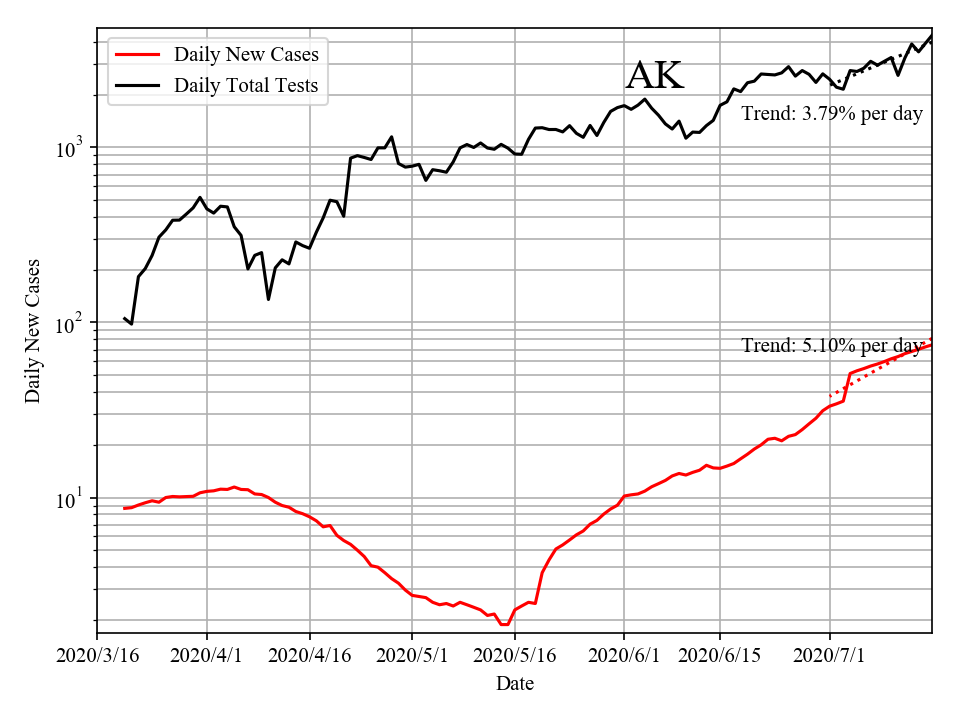 Daily New Cases
Daily Total Tests
AK
Trend: 3.79% per day
Trend: 5.10% per day
Daily New Cases
10³
10²
10¹
2020/3/16 2020/4/1 2020/4/16 2020/5/1 2020/5/16 2020/6/1 2020/6/15 2020/7/1
Date